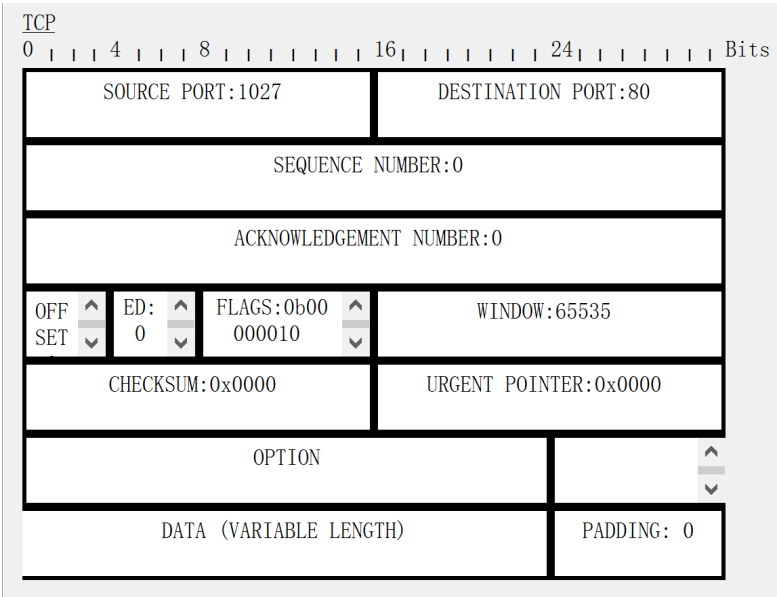 TCP
0 4 8 16 24 Bits
SOURCE PORT:1027 DESTINATION PORT:80
SEQUENCE NUMBER:0
ACKNOWLEDGEMENT NUMBER:0
OFF ED: FLAGS:0b00 WINDOW:65535
SET 0 000010
CHECKSUM:0x0000 URGENT POINTER:0x0000
OPTION
DATA (VARIABLE LENGTH) PADDING: 0